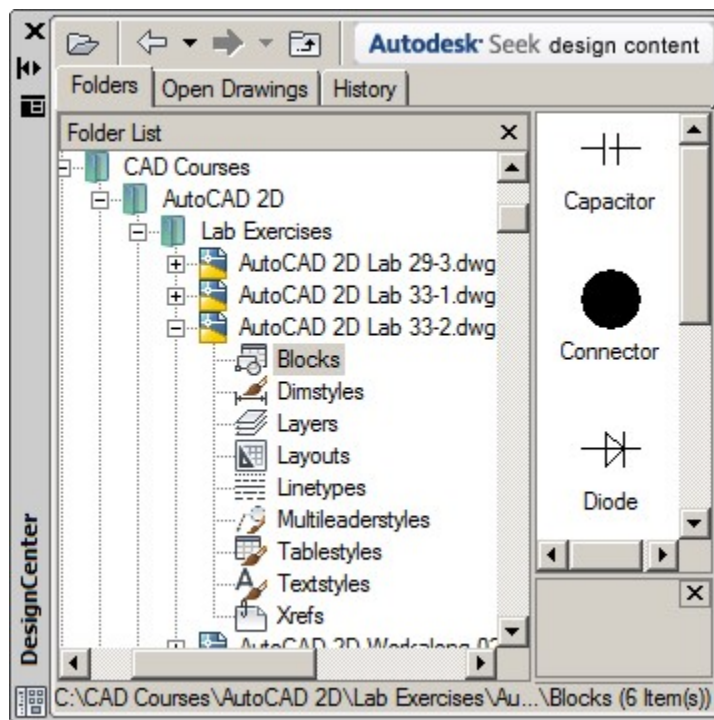 Autodesk® Seek design content
Folders
Open Drawings
History
Folder List
CAD Courses
AutoCAD 2D
Lab Exercises
AutoCAD 2D Lab 29-3.dwg
AutoCAD 2D Lab 33-1.dwg
AutoCAD 2D Lab 33-2.dwg
Blocks
Dimstyles
Layers
Layouts
Linetypes
Multileaderstyles
Tablestyles
Textstyles
Xrefs
AutoCAD 2D Workalong
Capacitor
Connector
Diode
DesignCenter
C:\CAD Courses\AutoCAD 2D\Lab Exercises\Au...\Blocks (6 Item(s))